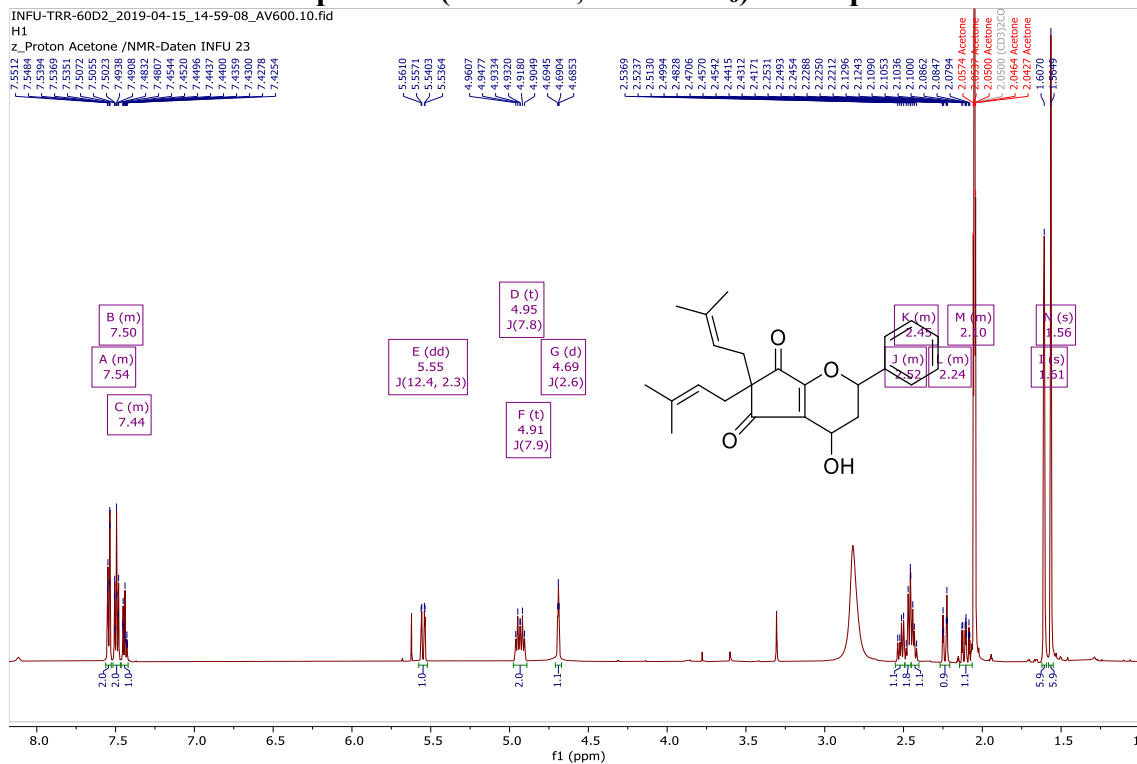 INFU-TRR-60D2_2019-04-15_14-59-08_AV600.10.fid
H1
z_Proton Acetone /NMR-Daten INFU 23
7.5512
7.5484
7.5394
7.5369
7.5351
7.5072
7.5055
7.5023
7.4938
7.4908
7.4832
7.4807
7.4544
7.4520
7.4496
7.4437
7.4400
7.4359
7.4300
7.4278
7.4254
5.5610
5.5571
5.5403
5.5364
4.9607
4.9477
4.9334
4.9320
4.9180
4.9049
4.6945
4.6903
4.6853
2.5369
2.5237
2.5130
2.4994
2.4828
2.4706
2.4570
2.4542
2.4415
2.4312
2.4171
2.2531
2.2493
2.2454
2.2288
2.2250
2.2212
2.1296
2.1243
2.1090
2.1053
2.1036
2.1006
2.0862
2.0847
2.0794
2.0574 Acetone
2.0537 Acetone
2.0500 Acetone
2.0500 (CD3)2CO
2.0464 Acetone
2.0427 Acetone
1.6070
1.5649
D (t)
4.95
J(7.8)
B (m)
7.50
K (m)
2.45
M (m)
2.10
N (s)
1.56
A (m)
7.54
E (dd)
5.55
J(12.4, 2.3)
G (d)
4.69
J(2.6)
J (m)
2.52
L (m)
2.24
I (s)
1.61
C (m)
7.44
F (t)
4.91
J(7.9)
O
O
O
OH
2.0
2.0
1.0
1.0
2.0
1.1
1.1
1.8
1.1
0.9
1.1
5.9
5.9
8.0 7.5 7.0 6.5 6.0 5.5 5.0 4.5 4.0 3.5 3.0 2.5 2.0 1.5 1
f1 (ppm)